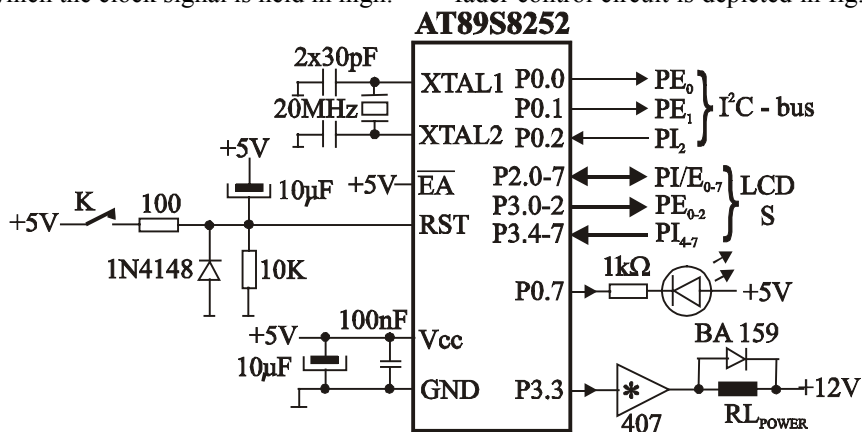 when the clock signal is held in high.
fader control circuit is depicted in fig.
AT89S8252
2x30pF
XTAL1
P0.0
PE0
20MHz
P0.1
PE1
I2C - bus
XTAL2
P0.2
PI2
+5V
10µF
+5V
EA
P2.0-7
PI/E0-7
LCD
S
K
100
P3.0-2
PE0-2
+5V
RST
P3.4-7
PI4-7
1N4148
10K
1kΩ
P0.7
+5V
+5V
100nF
Vcc
BA 159
10µF
GND
P3.3
*
+12V
407
RLPOWER